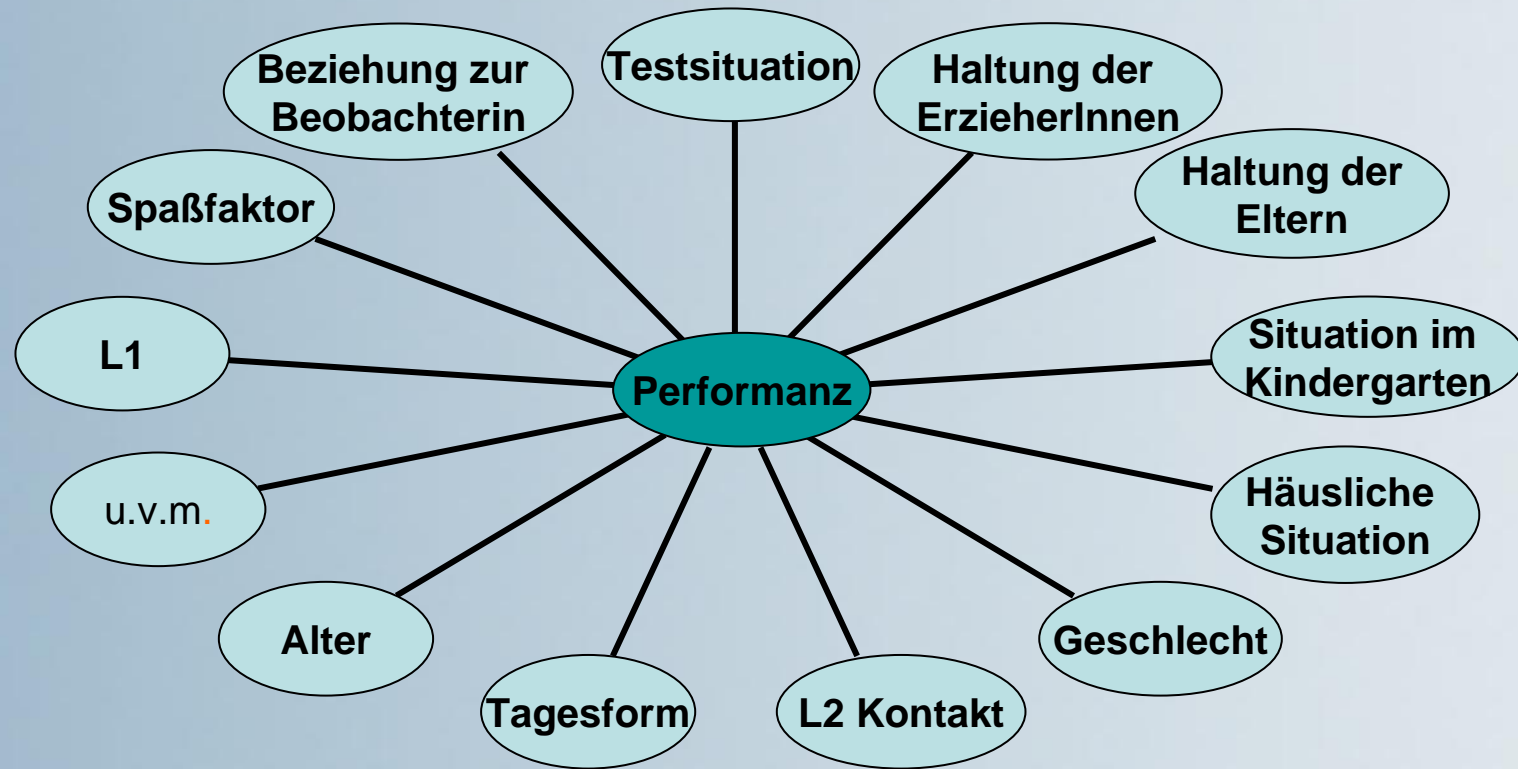 Beziehung zur
Beobachterin
Testsituation
Haltung der
ErzieherInnen
Haltung der
Eltern
Spaßfaktor
L1
Situation im
Kindergarten
Performanz
u.v.m.
Häusliche
Situation
Alter
Geschlecht
Tagesform
L2 Kontakt